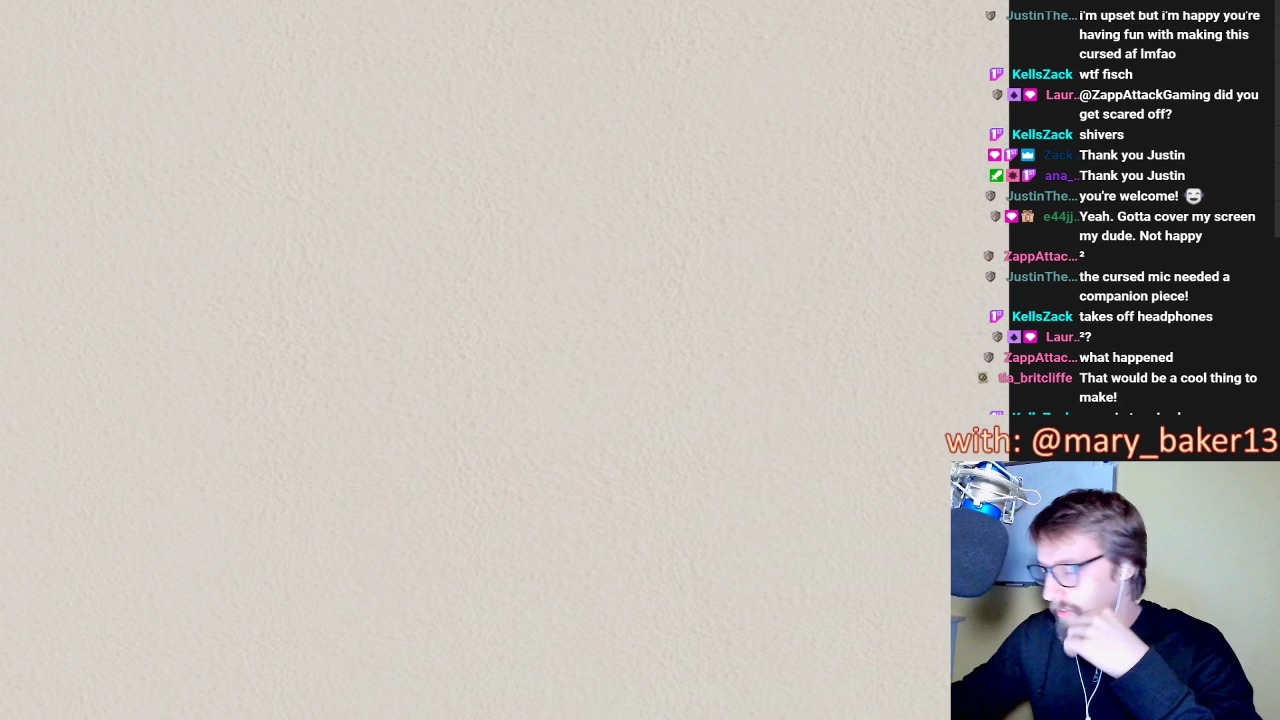 JustinThe... i'm upset but i'm happy you're
having fun with making this
cursed af lmfao
KellsZack wtf fisch
Laur.. @ZappAttackGaming did you
get scared off?
KellsZack shivers
Zack Thank you Justin
ana_.. Thank you Justin
JustinThe... you're welcome!
e44jj.. Yeah. Gotta cover my screen
my dude. Not happy
ZappAttac... ²
JustinThe... the cursed mic needed a
companion piece!
KellsZack takes off headphones
Laur.. ²?
ZappAttac... what happened
tia_britcliffe That would be a cool thing to
make!
with: @mary_baker13